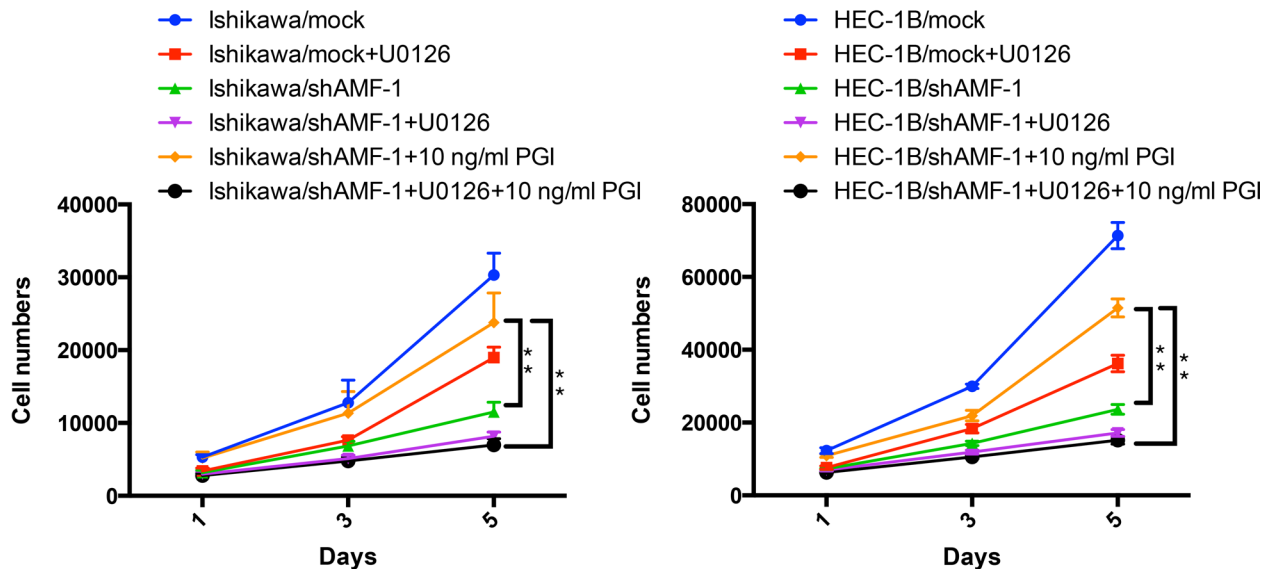 Ishikawa/mock
Ishikawa/mock+U0126
Ishikawa/shAMF-1
Ishikawa/shAMF-1+U0126
Ishikawa/shAMF-1+10 ng/ml PGI
Ishikawa/shAMF-1+U0126+10 ng/ml PGI
40000
30000
20000
10000
0
Cell numbers
1
3
5
Days
**
**
HEC-1B/mock
HEC-1B/mock+U0126
HEC-1B/shAMF-1
HEC-1B/shAMF-1+U0126
HEC-1B/shAMF-1+10 ng/ml PGI
HEC-1B/shAMF-1+U0126+10 ng/ml PGI
80000
60000
40000
20000
0
Cell numbers
1
3
5
Days
**
**